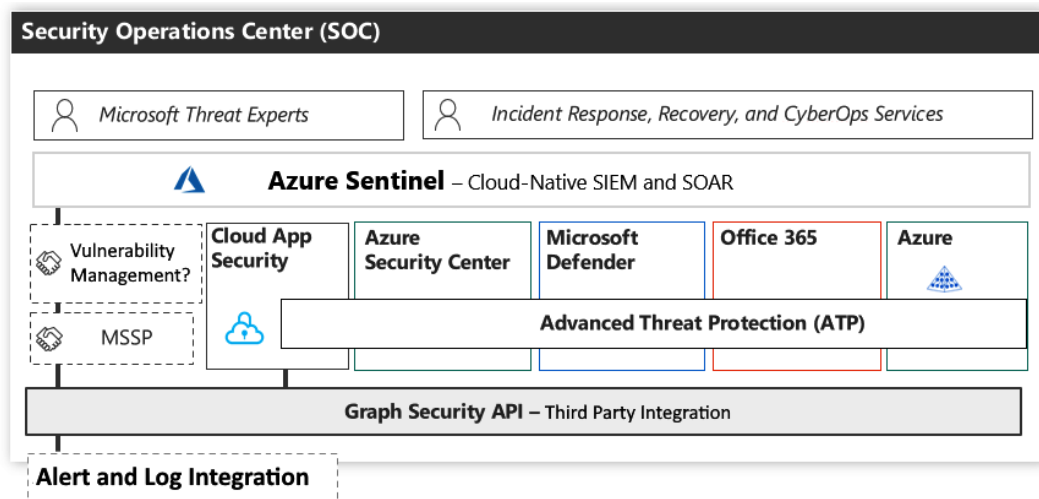 Security Operations Center (SOC)
Microsoft Threat Experts
Incident Response, Recovery, and CyberOps Services
Azure Sentinel – Cloud-Native SIEM and SOAR
Vulnerability
Management?
MSSP
Cloud App
Security
Azure
Security Center
Microsoft
Defender
Office 365
Azure
Advanced Threat Protection (ATP)
Graph Security API – Third Party Integration
Alert and Log Integration